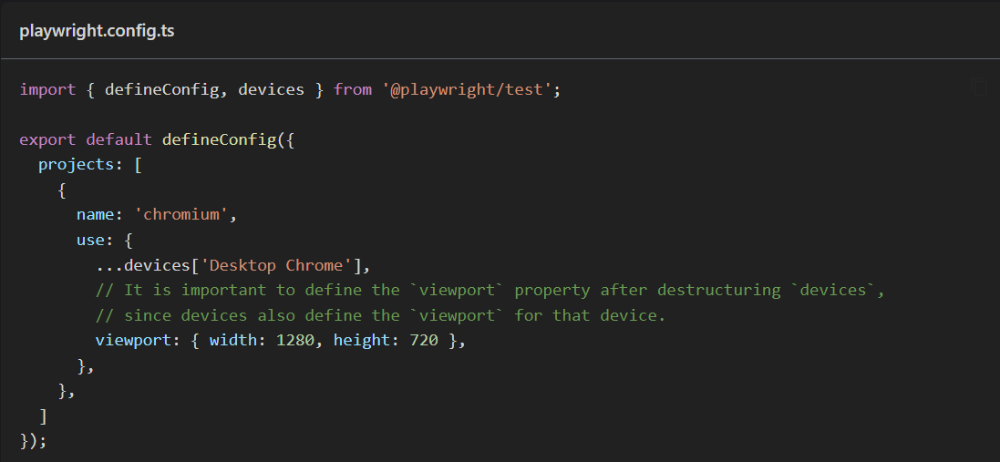 playwright.config.ts
import { defineConfig, devices } from '@playwright/test';
export default defineConfig({
  projects: [
    {
      name: 'chromium',
      use: {
        ...devices['Desktop Chrome'],
        // It is important to define the `viewport` property after destructuring `devices`,
        // since devices also define the `viewport` for that device.
        viewport: { width: 1280, height: 720 },
      },
    },
  ]
});